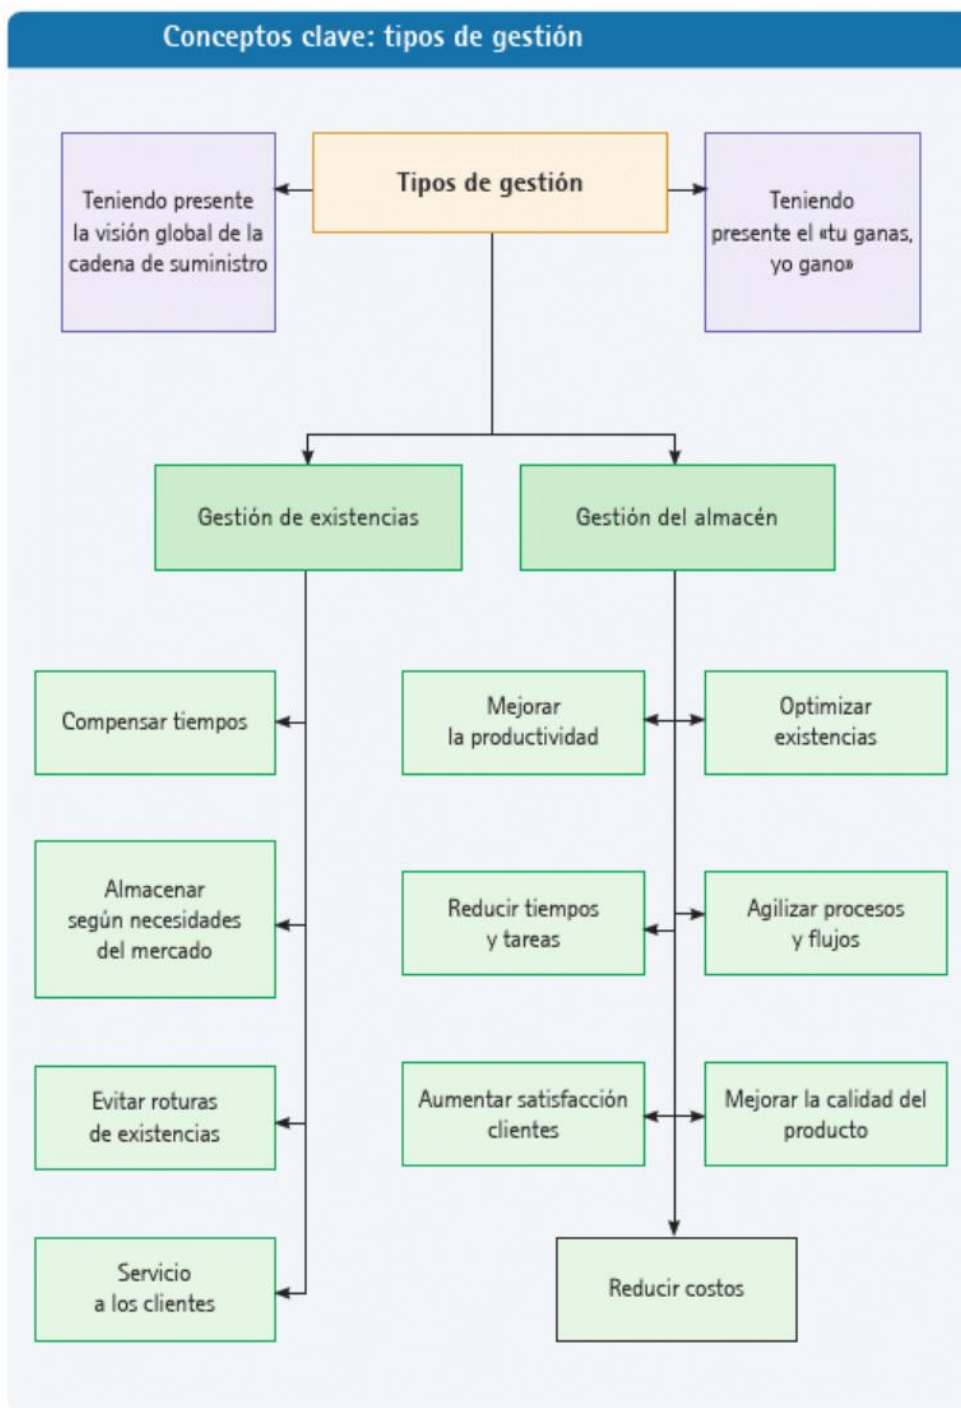 Conceptos clave: tipos de gestión
Teniendo presente
la visión global de la
cadena de suministro
Tipos de gestión
Teniendo
presente el «tu ganas,
yo gano»
Gestión de existencias
Gestión del almacén
Compensar tiempos
Mejorar
la productividad
Optimizar
existencias
Almacenar
según necesidades
del mercado
Reducir tiempos
y tareas
Agilizar procesos
y flujos
Evitar roturas
de existencias
Aumentar satisfacción
clientes
Mejorar la calidad del
producto
Servicio
a los clientes
Reducir costos